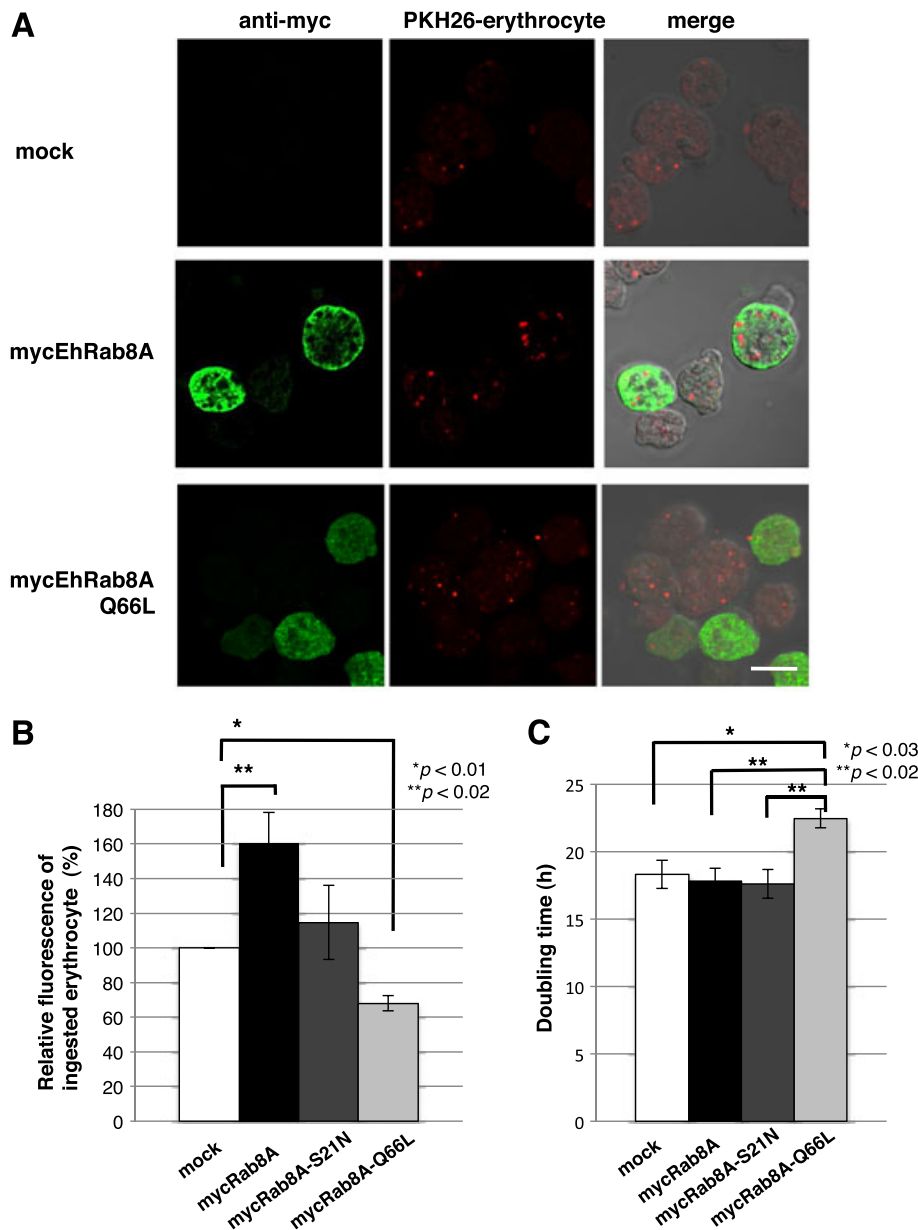 A
anti-myc PKH26-erythrocyte merge
mock
mycEhRab8A
mycEhRab8A
Q66L
B
*
**
*p < 0.01
**p < 0.02
Relative fluorescence of
ingested erythrocyte (%)
180
160
140
120
100
80
60
40
20
0
mock
mycRab8A
mycRab8A-S21N
mycRab8A-Q66L
C
*
**
**
*p < 0.03
**p < 0.02
Doubling time (h)
25
20
15
10
5
0
mock
mycRab8A
mycRab8A-S21N
mycRab8A-Q66L